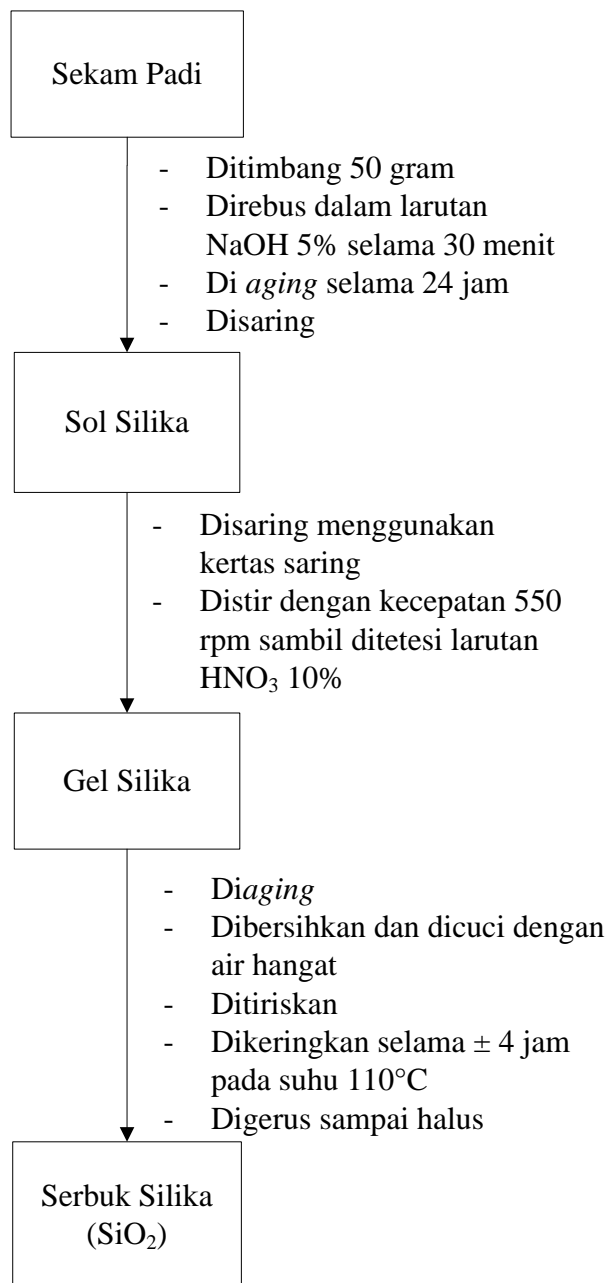 Sekam Padi
- Ditimbang 50 gram
- Direbus dalam larutan
NaOH 5% selama 30 menit
- Di aging selama 24 jam
- Disaring
Sol Silika
- Disaring menggunakan
kertas saring
- Distir dengan kecepatan 550
rpm sambil ditetesi larutan
HNO₃ 10%
Gel Silika
- Diaging
- Dibersihkan dan dicuci dengan
air hangat
- Ditiriskan
- Dikeringkan selama ± 4 jam
pada suhu 110°C
- Digerus sampai halus
Serbuk Silika
(SiO₂)